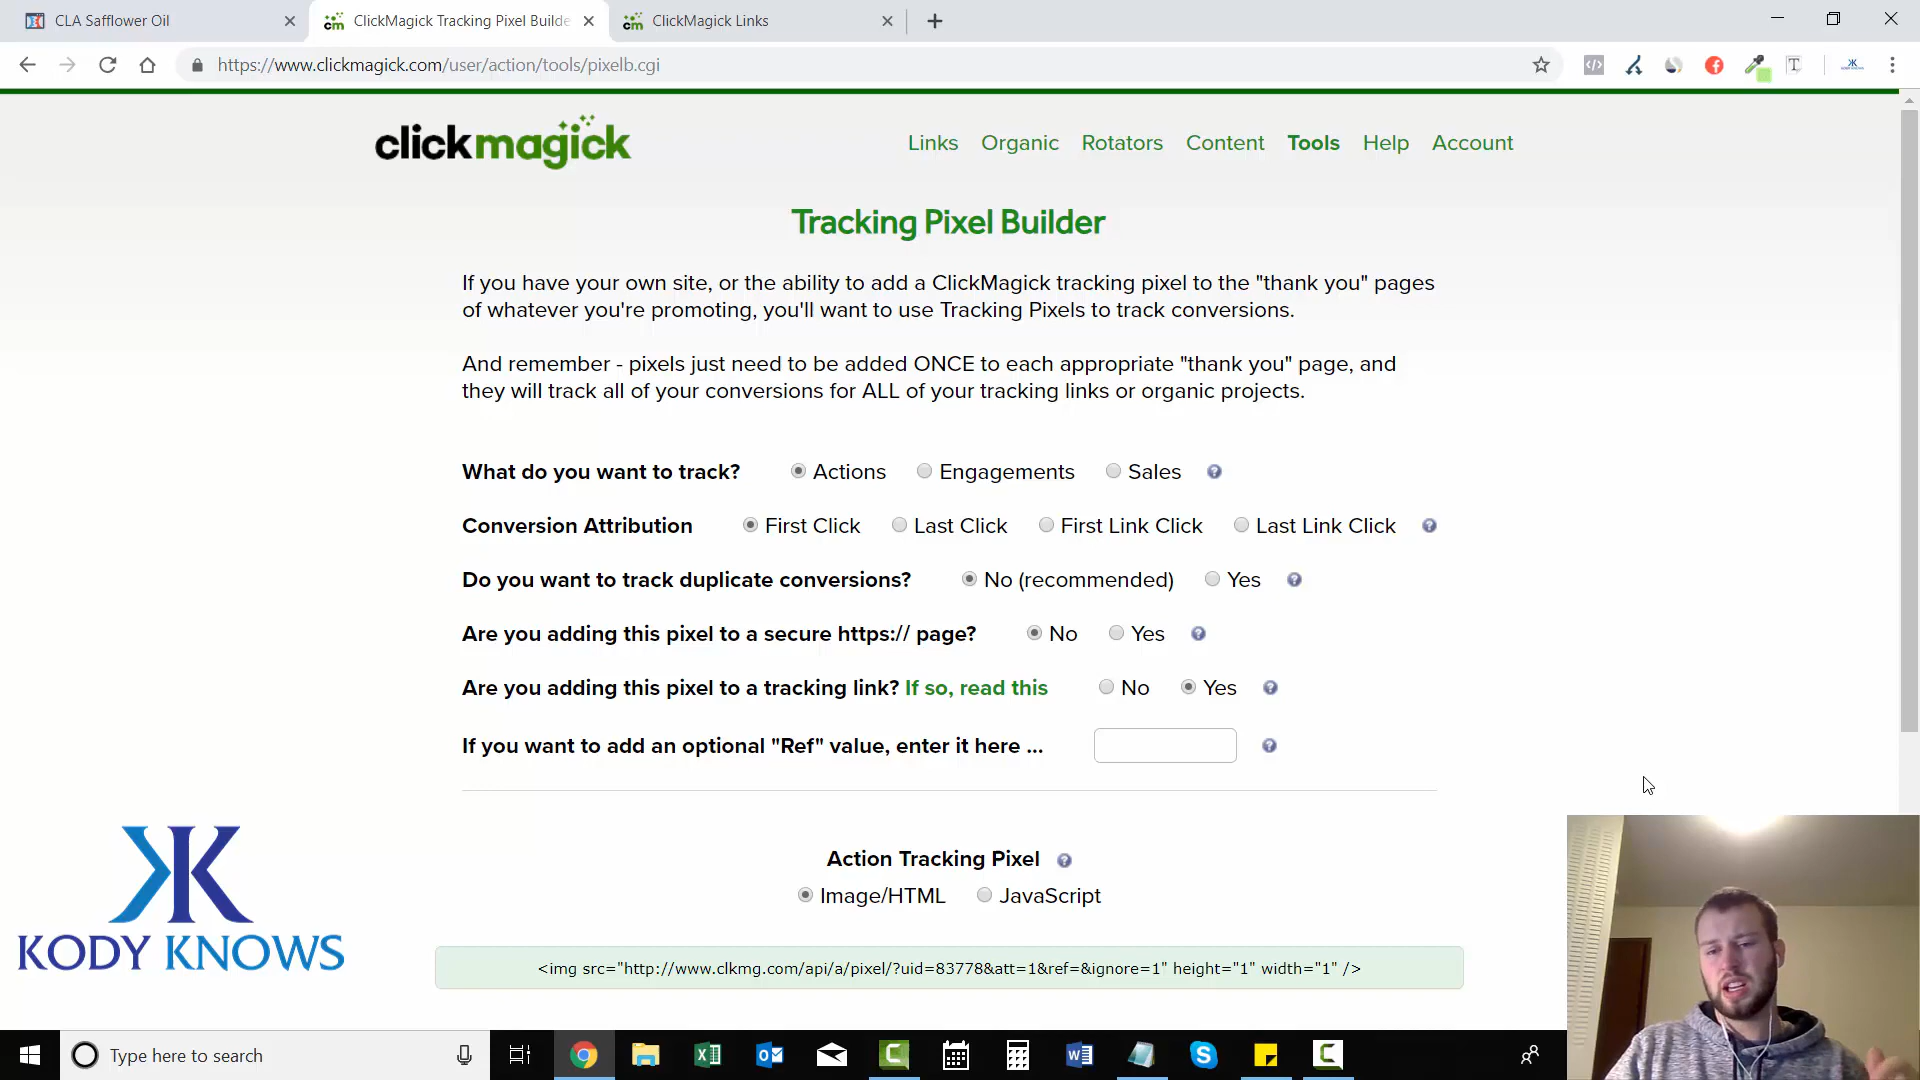 CLA Safflower Oil
ClickMagick Tracking Pixel Builde
ClickMagick Links
https://www.clickmagick.com/user/action/tools/pixelb.cgi
clickmagick
Links Organic Rotators Content Tools Help Account
Tracking Pixel Builder
If you have your own site, or the ability to add a ClickMagick tracking pixel to the "thank you" pages
of whatever you're promoting, you'll want to use Tracking Pixels to track conversions.
And remember - pixels just need to be added ONCE to each appropriate "thank you" page, and
they will track all of your conversions for ALL of your tracking links or organic projects.
What do you want to track? Actions Engagements Sales ?
Conversion Attribution First Click Last Click First Link Click Last Link Click ?
Do you want to track duplicate conversions? No (recommended) Yes ?
Are you adding this pixel to a secure https:// page? No Yes ?
Are you adding this pixel to a tracking link? If so, read this No Yes ?
If you want to add an optional "Ref" value, enter it here ... ?
Action Tracking Pixel ?
Image/HTML JavaScript
<img src="http://www.clkmg.com/api/a/pixel/?uid=83778&att=1&ref=&ignore=1" height="1" width="1" />
KODY KNOWS
Type here to search